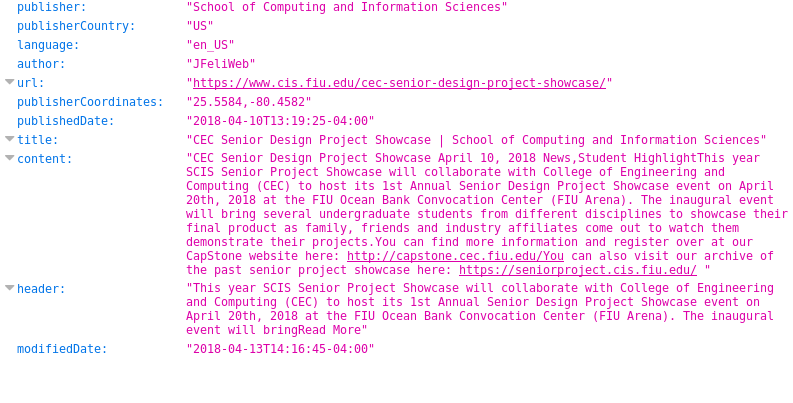 publisher: "School of Computing and Information Sciences"
publisherCountry: "US"
language: "en_US"
author: "JFeliWeb"
url: "https://www.cis.fiu.edu/cec-senior-design-project-showcase/"
publisherCoordinates: "25.5584,-80.4582"
publishedDate: "2018-04-10T13:19:25-04:00"
title: "CEC Senior Design Project Showcase | School of Computing and Information Sciences"
content: "CEC Senior Design Project Showcase April 10, 2018 News,Student HighlightThis year
SCIS Senior Project Showcase will collaborate with College of Engineering and
Computing (CEC) to host its 1st Annual Senior Design Project Showcase event on April
20th, 2018 at the FIU Ocean Bank Convocation Center (FIU Arena). The inaugural event
will bring several undergraduate students from different disciplines to showcase their
final product as family, friends and industry affiliates come out to watch them
demonstrate their projects.You can find more information and register over at our
CapStone website here: http://capstone.cec.fiu.edu/You can also visit our archive of
the past senior project showcase here: https://seniorproject.cis.fiu.edu/ "
header: "This year SCIS Senior Project Showcase will collaborate with College of Engineering
and Computing (CEC) to host its 1st Annual Senior Design Project Showcase event on
April 20th, 2018 at the FIU Ocean Bank Convocation Center (FIU Arena). The inaugural
event will bringRead More"
modifiedDate: "2018-04-13T14:16:45-04:00"